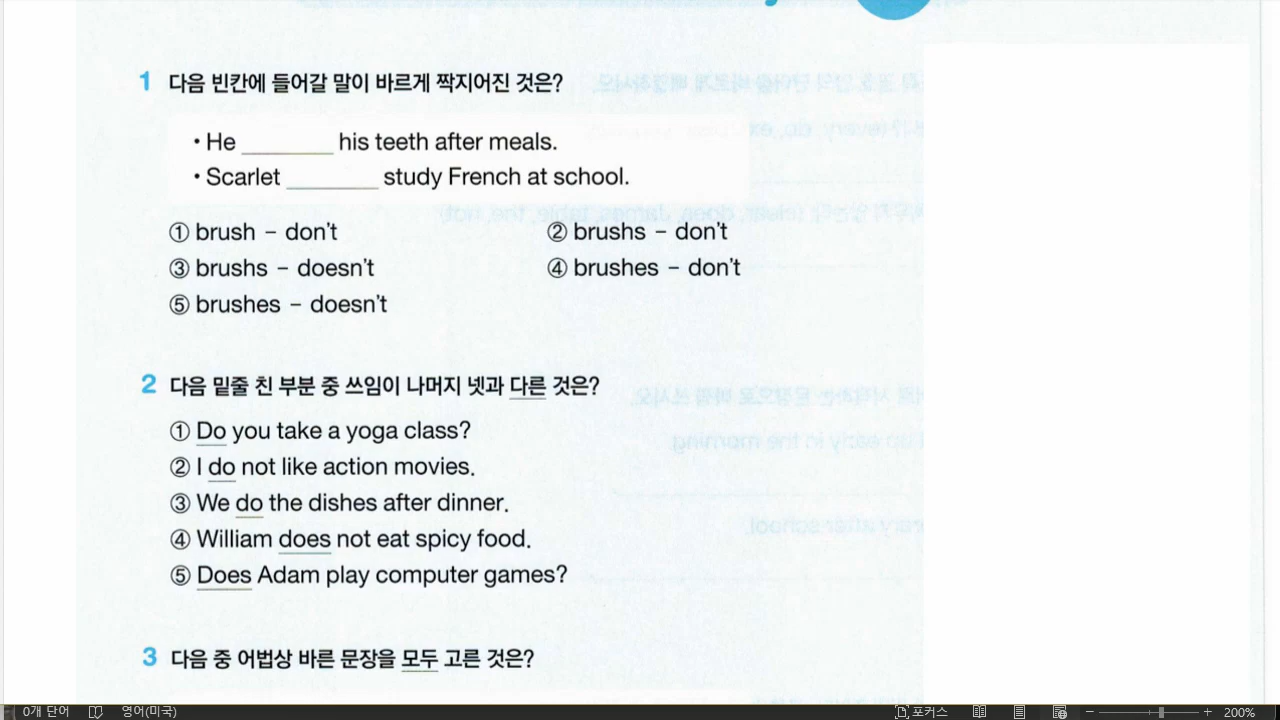 1 다음 빈칸에 들어갈 말이 바르게 짝지어진 것은?
• He ________ his teeth after meals.
• Scarlet ________ study French at school.
① brush – don't ② brushs – don't
③ brushs – doesn't ④ brushes – don't
⑤ brushes – doesn't
2 다음 밑줄 친 부분 중 쓰임이 나머지 넷과 다른 것은?
① Do you take a yoga class?
② I do not like action movies.
③ We do the dishes after dinner.
④ William does not eat spicy food.
⑤ Does Adam play computer games?
3 다음 중 어법상 바른 문장을 모두 고른 것은?
0개 단어 영어(미국) 포커스 200%